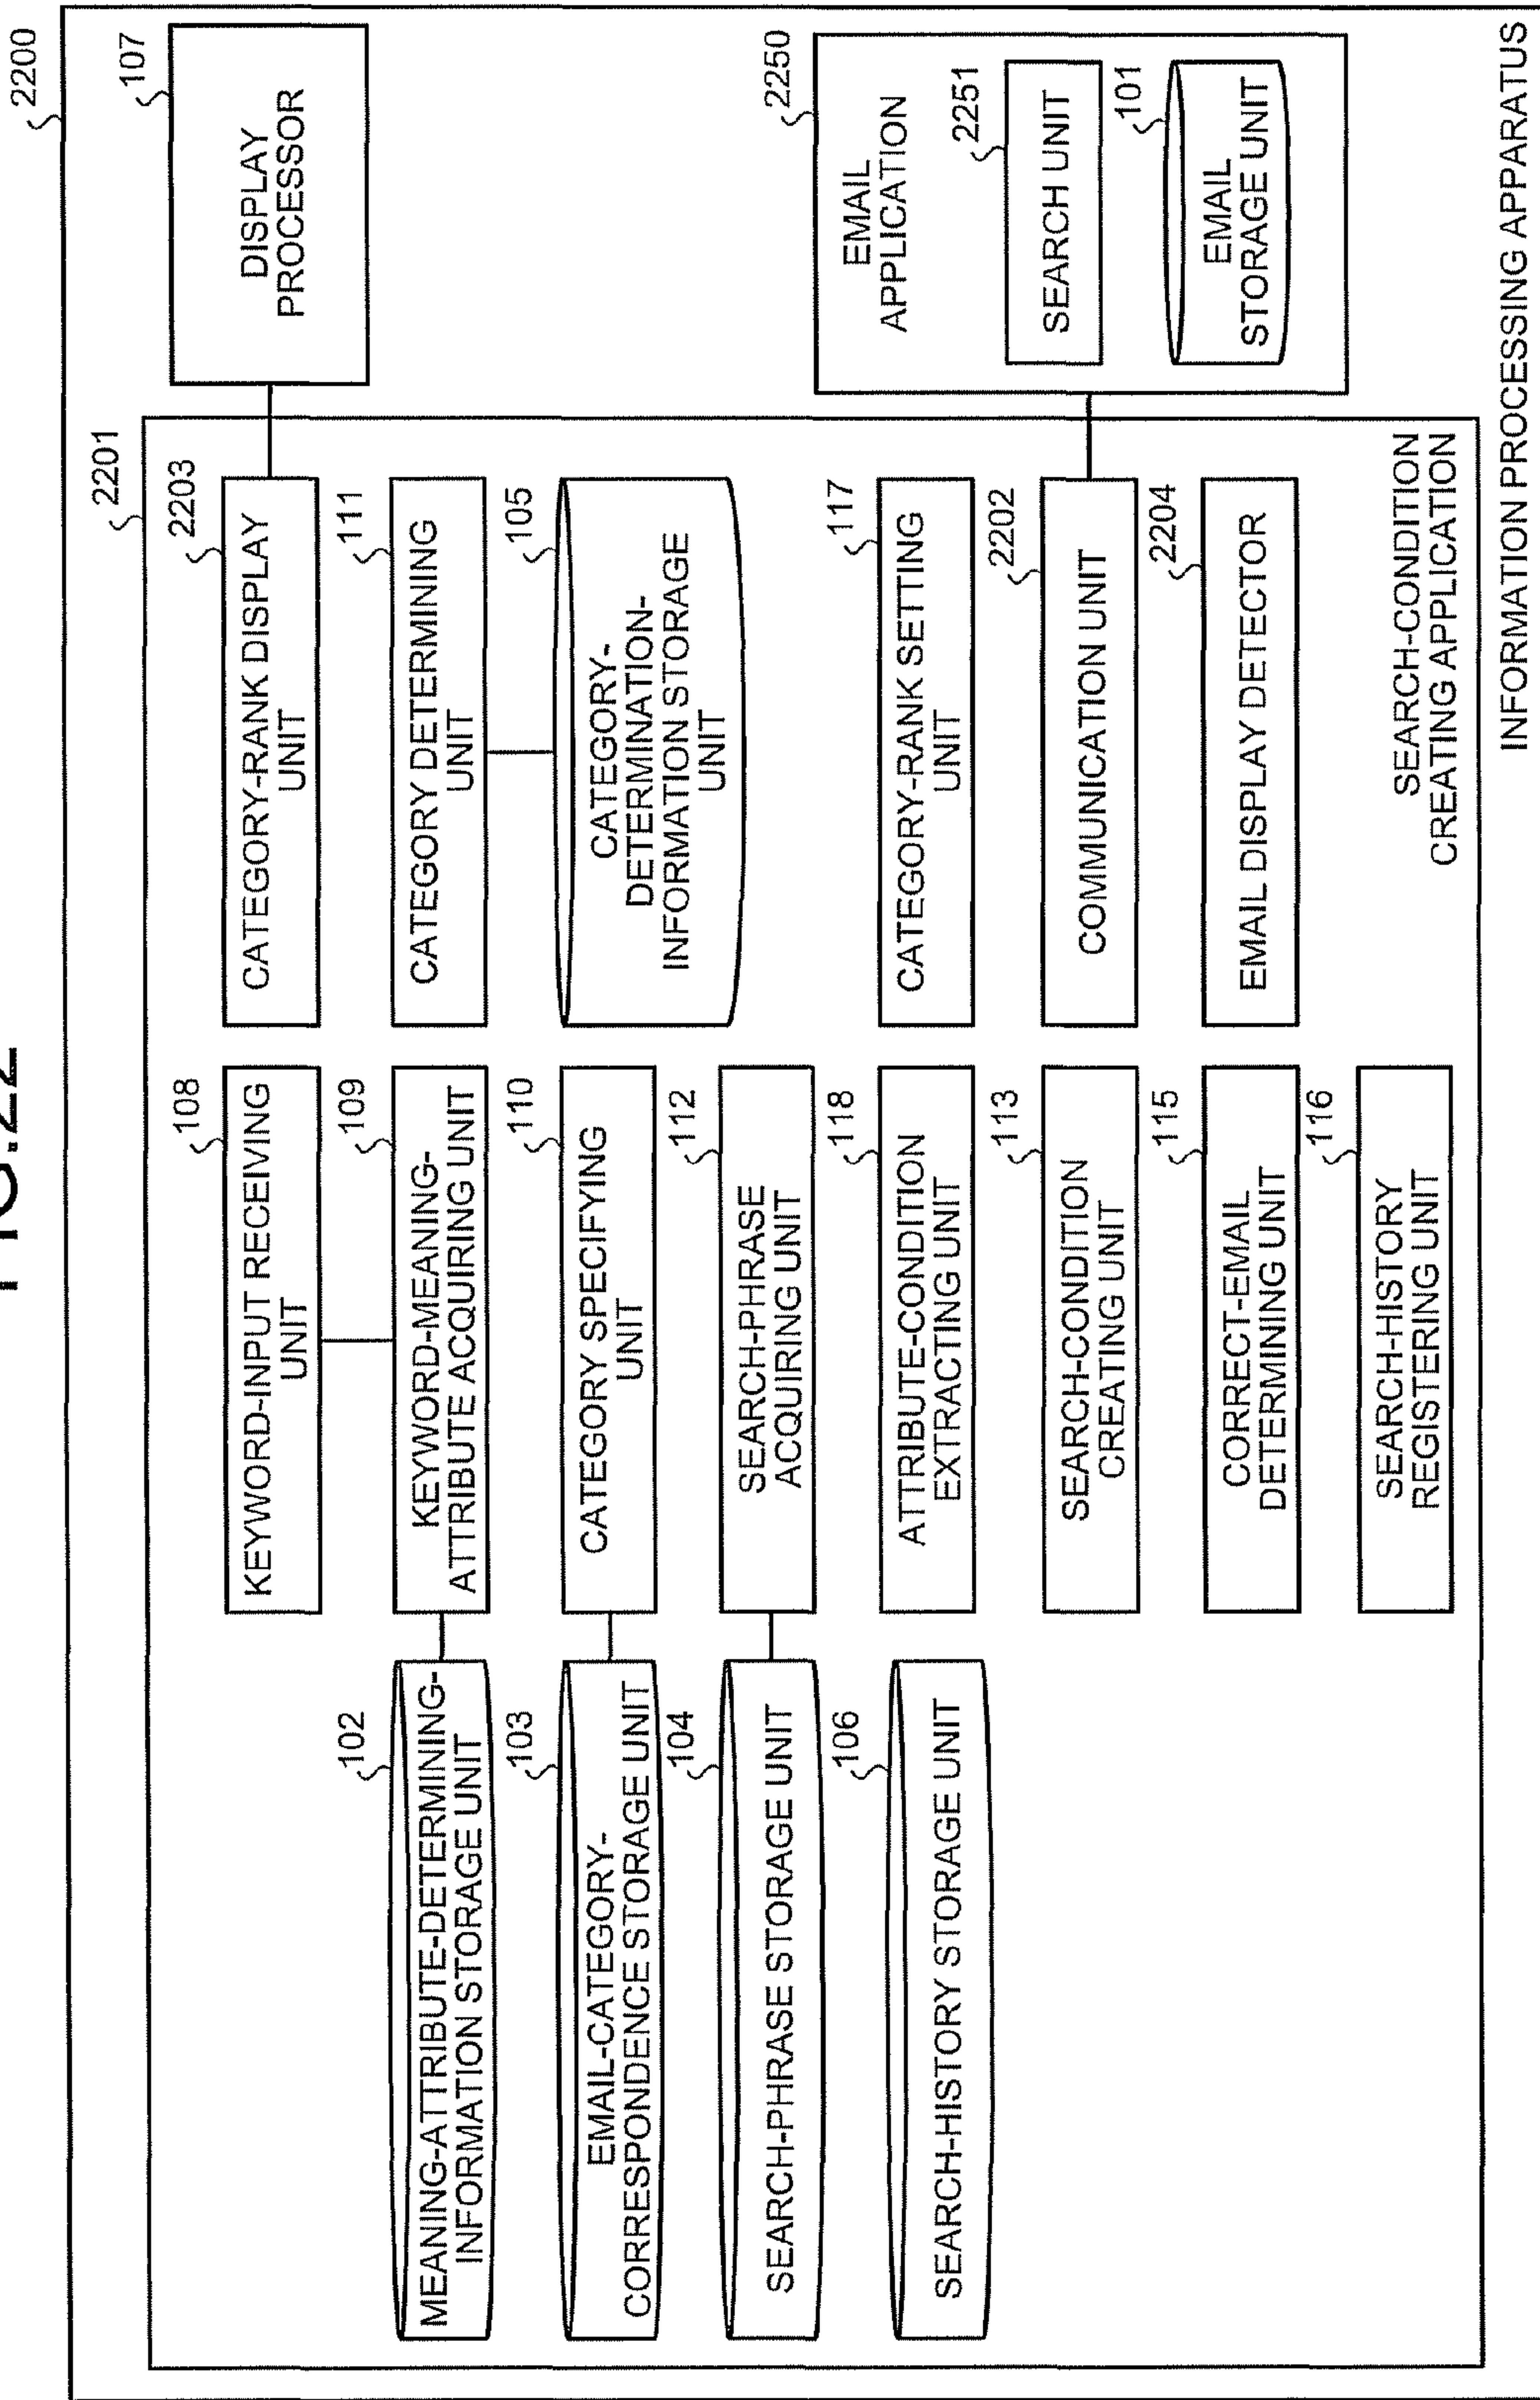 FIG.22
2200
2201
107
DISPLAY
PROCESSOR
108
KEYWORD-INPUT RECEIVING
UNIT
2203
CATEGORY-RANK DISPLAY
UNIT
102
MEANING-ATTRIBUTE-DETERMINING-
INFORMATION STORAGE UNIT
109
KEYWORD-MEANING-
ATTRIBUTE ACQUIRING UNIT
111
CATEGORY DETERMINING
UNIT
103
EMAIL-CATEGORY-
CORRESPONDENCE STORAGE UNIT
110
CATEGORY SPECIFYING
UNIT
105
CATEGORY-
DETERMINATION-
INFORMATION STORAGE
UNIT
104
SEARCH-PHRASE STORAGE UNIT
112
SEARCH-PHRASE
ACQUIRING UNIT
106
SEARCH-HISTORY STORAGE UNIT
118
ATTRIBUTE-CONDITION
EXTRACTING UNIT
117
CATEGORY-RANK SETTING
UNIT
2250
EMAIL
APPLICATION
113
SEARCH-CONDITION
CREATING UNIT
2202
COMMUNICATION UNIT
2251
SEARCH UNIT
115
CORRECT-EMAIL
DETERMINING UNIT
2204
EMAIL DISPLAY DETECTOR
101
EMAIL
STORAGE UNIT
116
SEARCH-HISTORY
REGISTERING UNIT
SEARCH-CONDITION
CREATING APPLICATION
INFORMATION PROCESSING APPARATUS